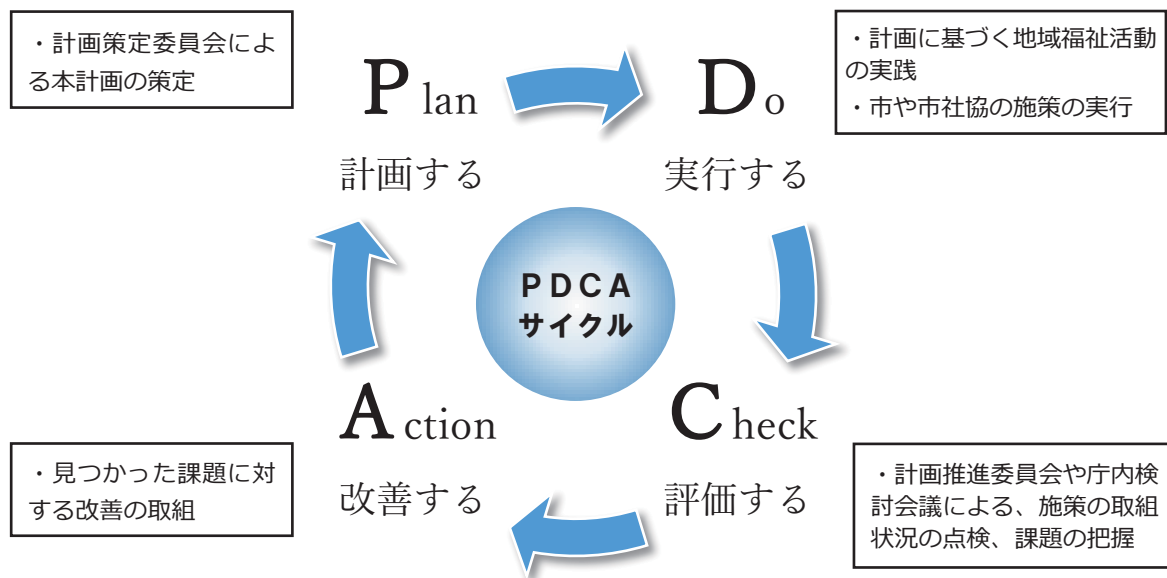 ・計画策定委員会によ
る本計画の策定
Plan
計画する
Do
実行する
・計画に基づく地域福祉活動
の実践
・市や市社協の施策の実行
PDCA
サイクル
・見つかった課題に対
する改善の取組
Action
改善する
Check
評価する
・計画推進委員会や庁内検
討会議による、施策の取組
状況の点検、課題の把握